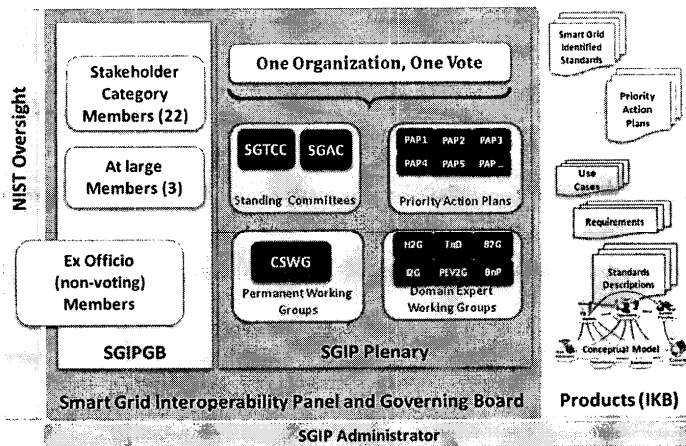 NIST Oversight
Stakeholder
Category
Members (22)
At large
Members (3)
Ex Officio
(non-voting)
Members
SGIPGB
One Organization, One Vote
SGTCC SGAC
Standing Committees
PAP1 PAP2 PAP3
PAP4 PAP5 PAP...
Priority Action Plans
CSWG
Permanent Working
Groups
H2G TnD B2G
I2G PEV2G BnP
Domain Expert
Working Groups
SGIP Plenary
Smart Grid Interoperability Panel and Governing Board
SGIP Administrator
Smart Grid
Identified
Standards
Priority
Action
Plans
Use
Cases
Requirements
Standards
Descriptions
Conceptual Model
Products (IKB)